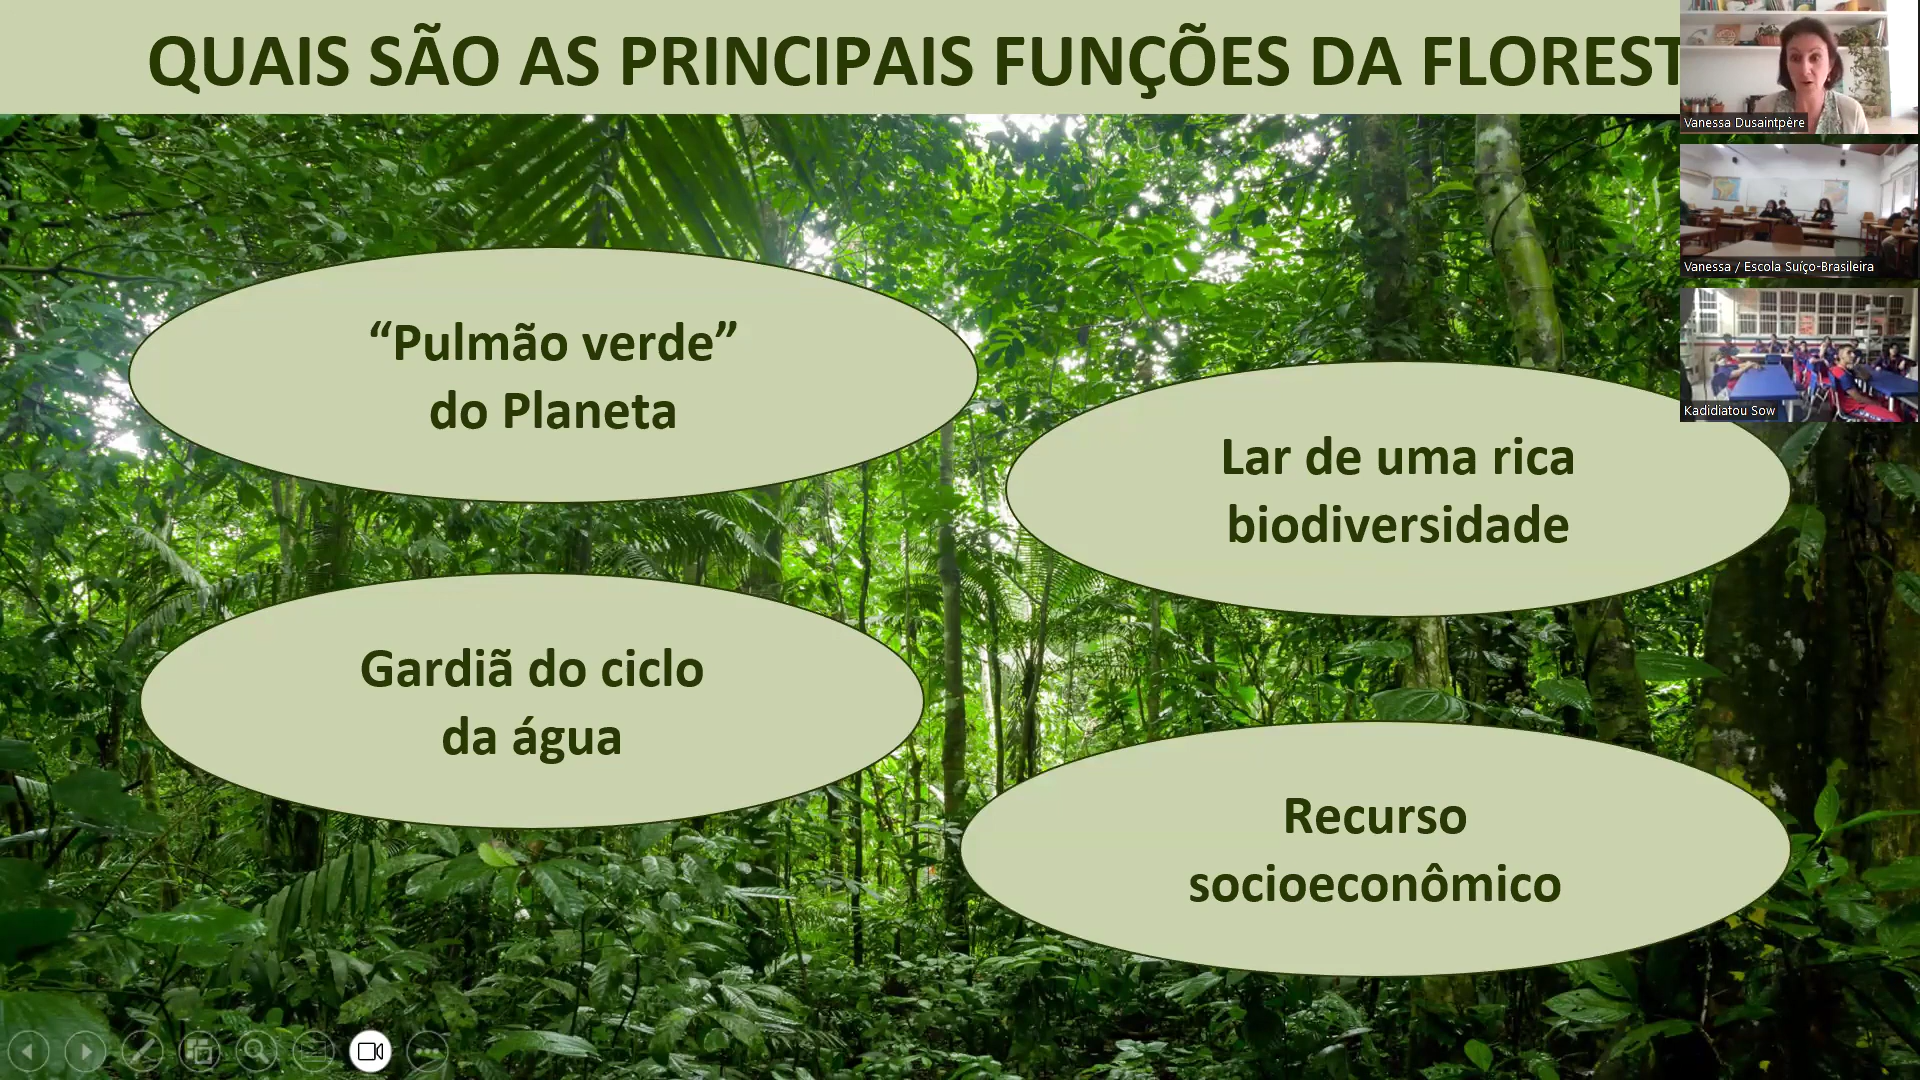 QUAIS SÃO AS PRINCIPAIS FUNÇÕES DA FLOREST
Vanessa Dusaintpère
Vanessa / Escola Suíço-Brasileira
Kadidiatou Sow
“Pulmão verde”
do Planeta
Lar de uma rica
biodiversidade
Gardiã do ciclo
da água
Recurso
socioeconômico